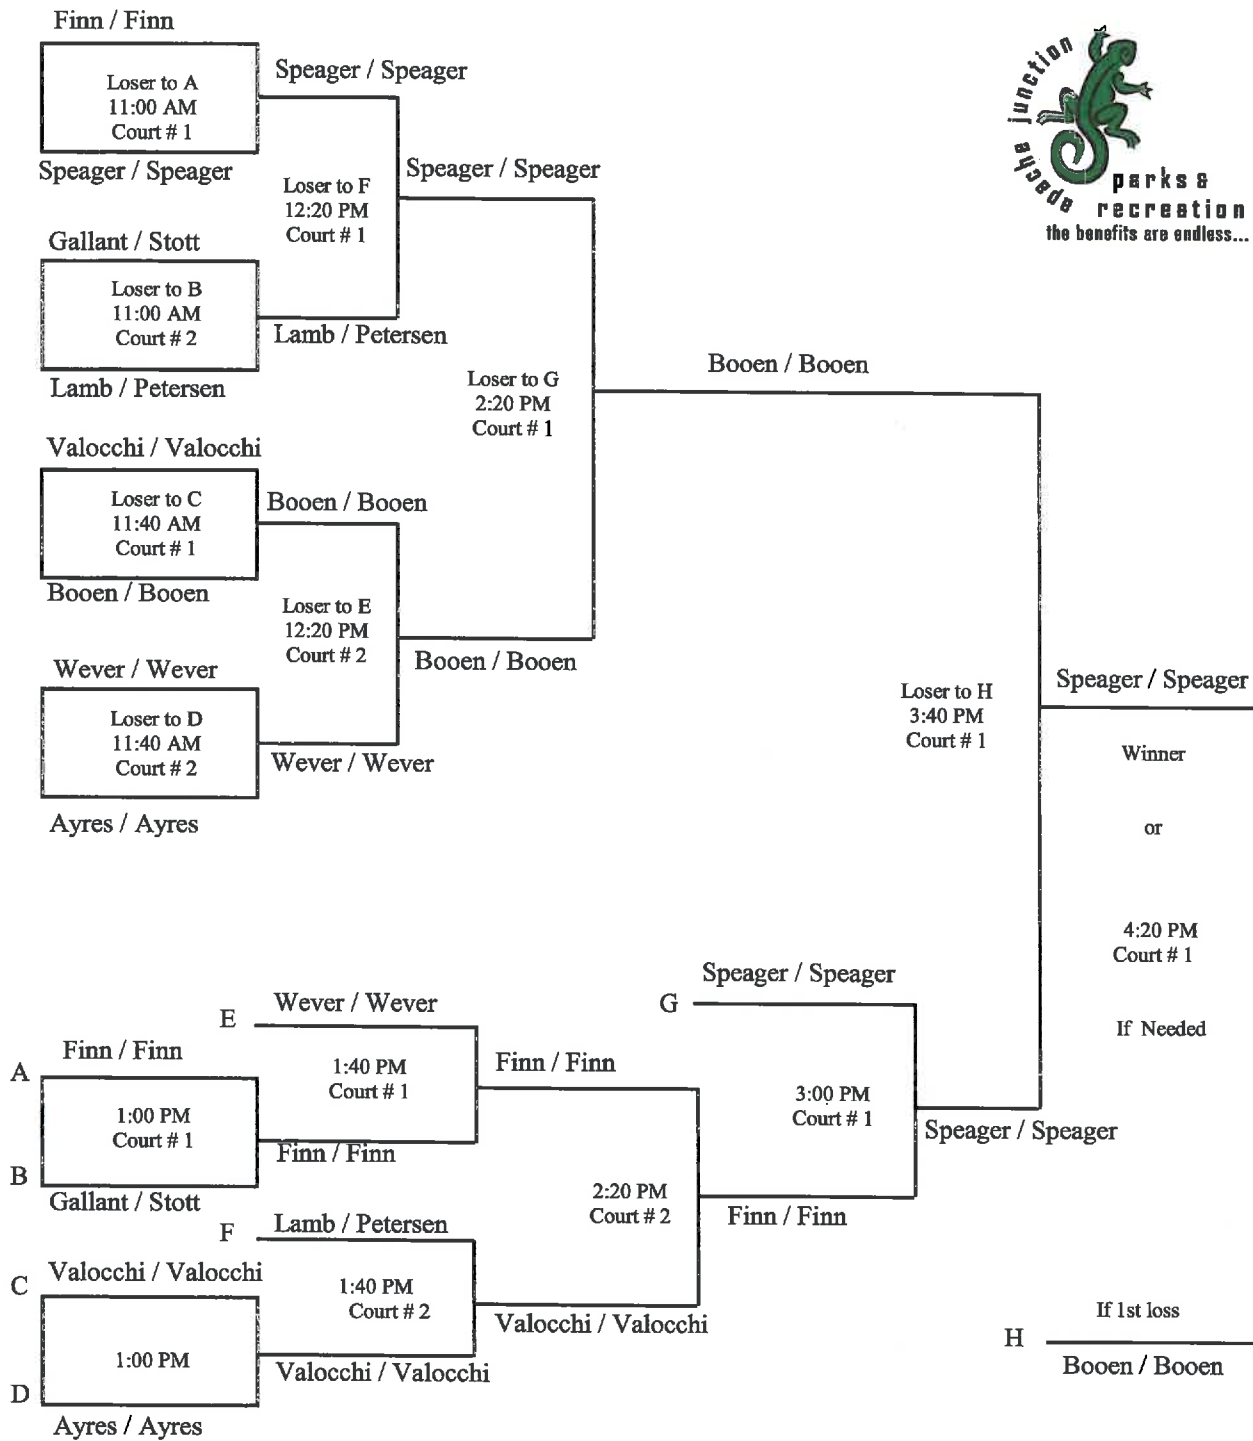 Finn / Finn
Loser to A
11:00 AM
Court # 1
Speager / Speager
Speager / Speager
Gallant / Stott
Loser to B
11:00 AM
Court # 2
Lamb / Petersen
Lamb / Petersen
Loser to F
12:20 PM
Court # 1
Speager / Speager
Valocchi / Valocchi
Loser to C
11:40 AM
Court # 1
Booen / Booen
Booen / Booen
Wever / Wever
Loser to D
11:40 AM
Court # 2
Ayres / Ayres
Wever / Wever
Loser to E
12:20 PM
Court # 2
Booen / Booen
Loser to G
2:20 PM
Court # 1
Booen / Booen
apache junction
parks &
recreation
the benefits are endless...
Loser to H
3:40 PM
Court # 1
Speager / Speager
Winner
or
4:20 PM
Court # 1
If Needed
E
Wever / Wever
A
Finn / Finn
1:00 PM
Court # 1
B
Gallant / Stott
1:40 PM
Court # 1
Finn / Finn
Finn / Finn
F
Lamb / Petersen
C
Valocchi / Valocchi
1:00 PM
D
Ayres / Ayres
1:40 PM
Court # 2
Valocchi / Valocchi
Valocchi / Valocchi
2:20 PM
Court # 2
Finn / Finn
G
Speager / Speager
3:00 PM
Court # 1
Speager / Speager
If 1st loss
H
Booen / Booen